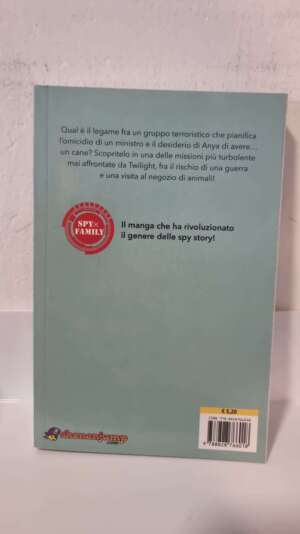 Qual è il legame fra un gruppo terroristico che pianifica
l'omicidio di un ministro e il desiderio di Anya di avere...
un cane? Scopritelo in una delle missioni più turbolente
mai affrontate da Twilight, fra il rischio di una guerra
e una visita al negozio di animali!
SPY×
FAMILY
Il manga che ha rivoluzionato
il genere delle spy story!
€ 5,20